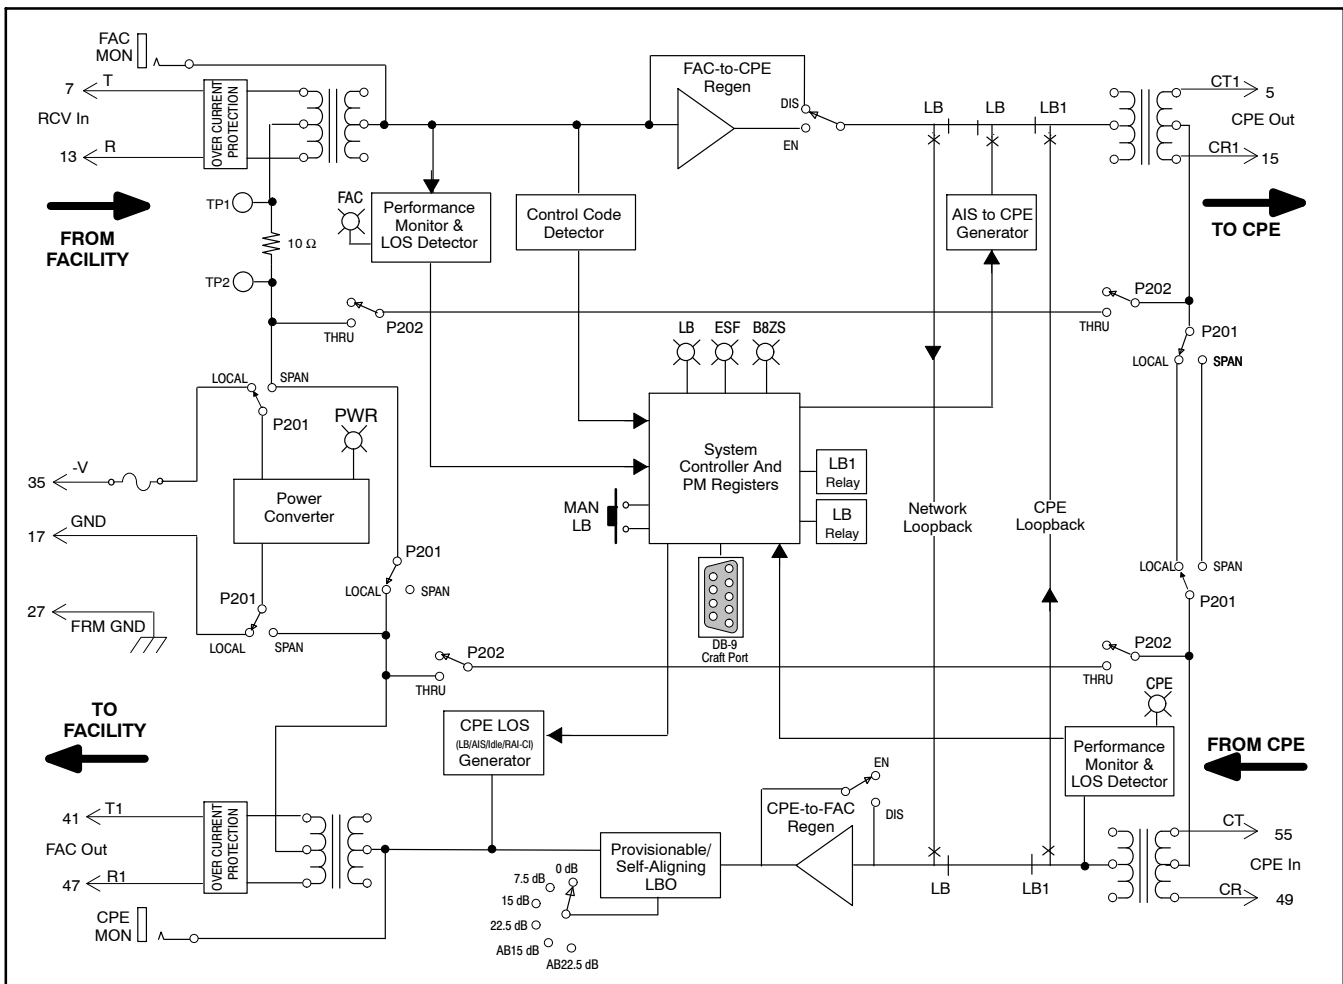 FAC
MON
7
T
RCV In
13
R
OVER CURRENT
PROTECTION
FROM
FACILITY
TP1
10 Ω
TP2
FAC
Performance
Monitor &
LOS Detector
Control Code
Detector
FAC-to-CPE
Regen
DIS
EN
LB
LB
LB1
AIS to CPE
Generator
CT1
5
CPE Out
CR1
15
TO CPE
THRU
P202
THRU
P202
P201
LOCAL
SPAN
LB
ESF
B8ZS
System
Controller And
PM Registers
LB1
Relay
LB
Relay
MAN
LB
DB-9
Craft Port
Network
Loopback
CPE
Loopback
LOCAL
SPAN
P201
PWR
-V
35
GND
17
27
FRM GND
Power
Converter
P201
LOCAL
SPAN
P201
LOCAL
SPAN
LOCAL
SPAN
P201
P202
THRU
P202
THRU
TO
FACILITY
CPE LOS
(LB/AIS/Idle/RAI-CI)
Generator
CPE
Performance
Monitor &
LOS Detector
FROM CPE
41
T1
FAC Out
47
R1
OVER CURRENT
PROTECTION
CPE
MON
0 dB
7.5 dB
15 dB
22.5 dB
AB15 dB
AB22.5 dB
Provisionable/
Self-Aligning
LBO
CPE-to-FAC
Regen
EN
DIS
LB
LB1
CT
55
CPE In
CR
49